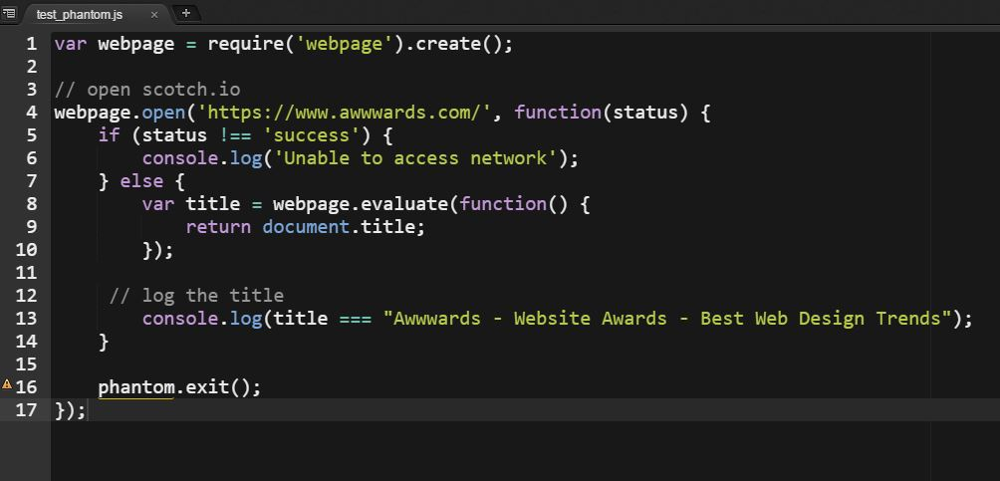 test_phantom.js × +
1 var webpage = require('webpage').create();
2
3 // open scotch.io
4 webpage.open('https://www.awwwards.com/', function(status) {
5     if (status !== 'success') {
6         console.log('Unable to access network');
7     } else {
8         var title = webpage.evaluate(function() {
9             return document.title;
10         });
11
12      // log the title
13         console.log(title === "Awwwards - Website Awards - Best Web Design Trends");
14     }
15
16     phantom.exit();
17 });